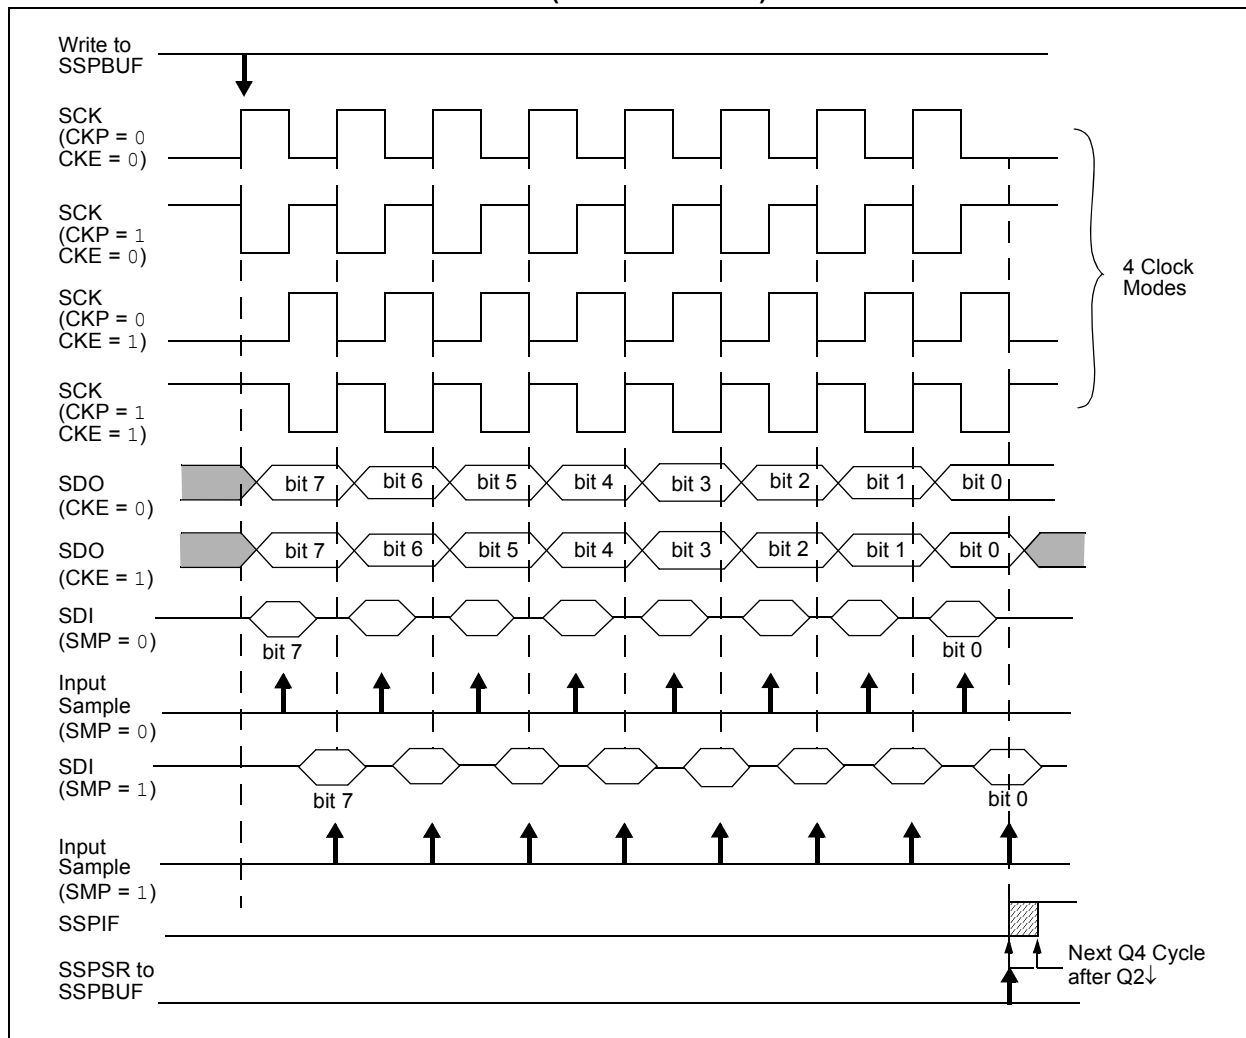 Write to
SSPBUF
SCK
(CKP = 0
CKE = 0)
SCK
(CKP = 1
CKE = 0)
SCK
(CKP = 0
CKE = 1)
SCK
(CKP = 1
CKE = 1)
4 Clock
Modes
SDO
(CKE = 0)
bit 7 bit 6 bit 5 bit 4 bit 3 bit 2 bit 1 bit 0
SDO
(CKE = 1)
bit 7 bit 6 bit 5 bit 4 bit 3 bit 2 bit 1 bit 0
SDI
(SMP = 0)
bit 7 bit 0
Input
Sample
(SMP = 0)
SDI
(SMP = 1)
bit 7 bit 0
Input
Sample
(SMP = 1)
SSPIF
Next Q4 Cycle
after Q2↓
SSPSR to
SSPBUF